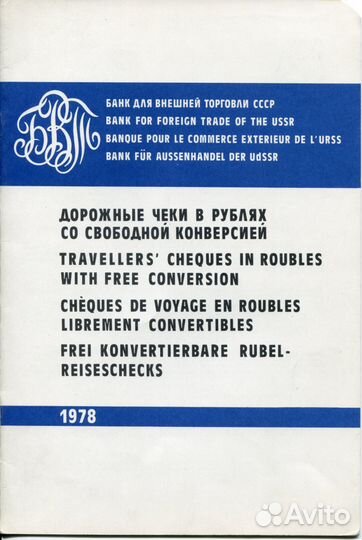 БВТ
БАНК ДЛЯ ВНЕШНЕЙ ТОРГОВЛИ СССР
BANK FOR FOREIGN TRADE OF THE USSR
BANQUE POUR LE COMMERCE EXTERIEUR DE L'URSS
BANK FÜR AUSSENHANDEL DER UdSSR
ДОРОЖНЫЕ ЧЕКИ В РУБЛЯХ
СО СВОБОДНОЙ КОНВЕРСИЕЙ
TRAVELLERS' CHEQUES IN ROUBLES
WITH FREE CONVERSION
CHÈQUES DE VOYAGE EN ROUBLES
LIBREMENT CONVERTIBLES
FREI KONVERTIERBARE RUBEL-
REISESCHECKS
1978
Avito